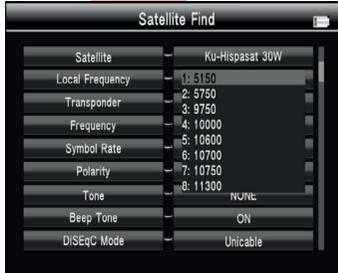 Satellite Find
Satellite
Ku-Hispasat 30W
Local Frequency
1: 5150
2: 5750
3: 9750
4: 10000
5: 10600
6: 10700
7: 10750
8: 11300
Transponder
Frequency
Symbol Rate
Polarity
Tone
NONE
Beep Tone
ON
DiSEqC Mode
Unicable